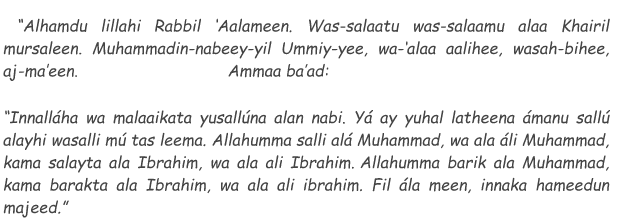 “Alhamdu lillahi Rabbil ‘Aalameen. Was-salaatu was-salaamu alaa Khairil
mursaleen. Muhammadin-nabeey-yil Ummiy-yee, wa-‘alaa aalihee, wasah-bihee,
aj-ma’een. Ammaa ba’ad:
“Innalláha wa malaaikata yusallúna alan nabi. Yá ay yuhal latheena ámanu sallú
alayhi wasalli mú tas leema. Allahumma salli alá Muhammad, wa ala áli Muhammad,
kama salayta ala Ibrahim, wa ala ali Ibrahim. Allahumma barik ala Muhammad,
kama barakta ala Ibrahim, wa ala ali ibrahim. Fil ála meen, innaka hameedun
majeed.”